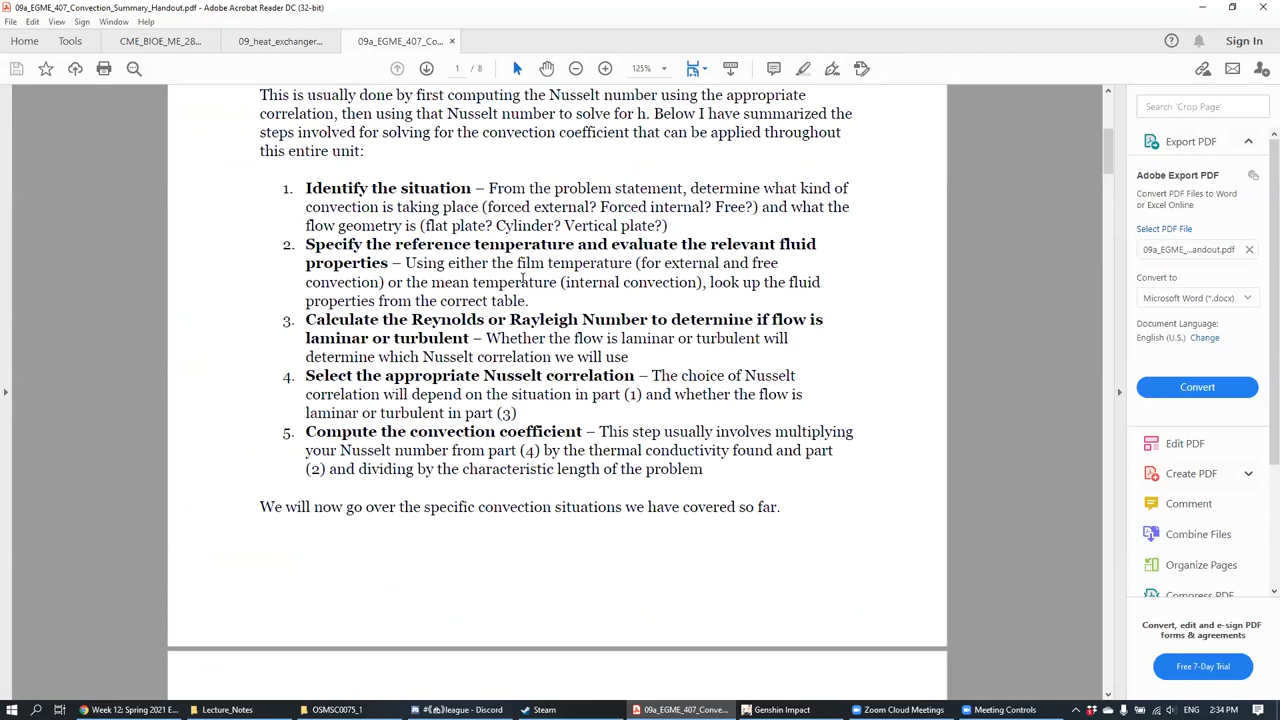 09a_EGME_407_Convection_Summary_Handout.pdf - Adobe Acrobat Reader DC (32-bit)
File Edit View Sign Window Help
Home Tools CME_BIOE_ME_28... 09_heat_exchanger... 09a_EGME_407_Co... ×
Sign In
1 / 8 125%
This is usually done by first computing the Nusselt number using the appropriate
correlation, then using that Nusselt number to solve for h. Below I have summarized the
steps involved for solving for the convection coefficient that can be applied throughout
this entire unit:
1. Identify the situation – From the problem statement, determine what kind of
convection is taking place (forced external? Forced internal? Free?) and what the
flow geometry is (flat plate? Cylinder? Vertical plate?)
2. Specify the reference temperature and evaluate the relevant fluid
properties – Using either the film temperature (for external and free
convection) or the mean temperature (internal convection), look up the fluid
properties from the correct table.
3. Calculate the Reynolds or Rayleigh Number to determine if flow is
laminar or turbulent – Whether the flow is laminar or turbulent will
determine which Nusselt correlation we will use
4. Select the appropriate Nusselt correlation – The choice of Nusselt
correlation will depend on the situation in part (1) and whether the flow is
laminar or turbulent in part (3)
5. Compute the convection coefficient – This step usually involves multiplying
your Nusselt number from part (4) by the thermal conductivity found and part
(2) and dividing by the characteristic length of the problem
We will now go over the specific convection situations we have covered so far.
Search 'Crop Page'
Export PDF
Adobe Export PDF
Convert PDF Files to Word
or Excel Online
Select PDF File
09a_EGME_...andout.pdf
Convert to
Microsoft Word (*.docx)
Document Language:
English (U.S.) Change
Convert
Edit PDF
Create PDF
Comment
Combine Files
Organize Pages
Compress PDF
Convert, edit and e-sign PDF
forms & agreements
Free 7-Day Trial
Week 12: Spring 2021 E... Lecture_Notes OSMSC0075_1 league - Discord Steam 09a_EGME_407_Conve... Genshin Impact Zoom Cloud Meetings Meeting Controls 2:34 PM